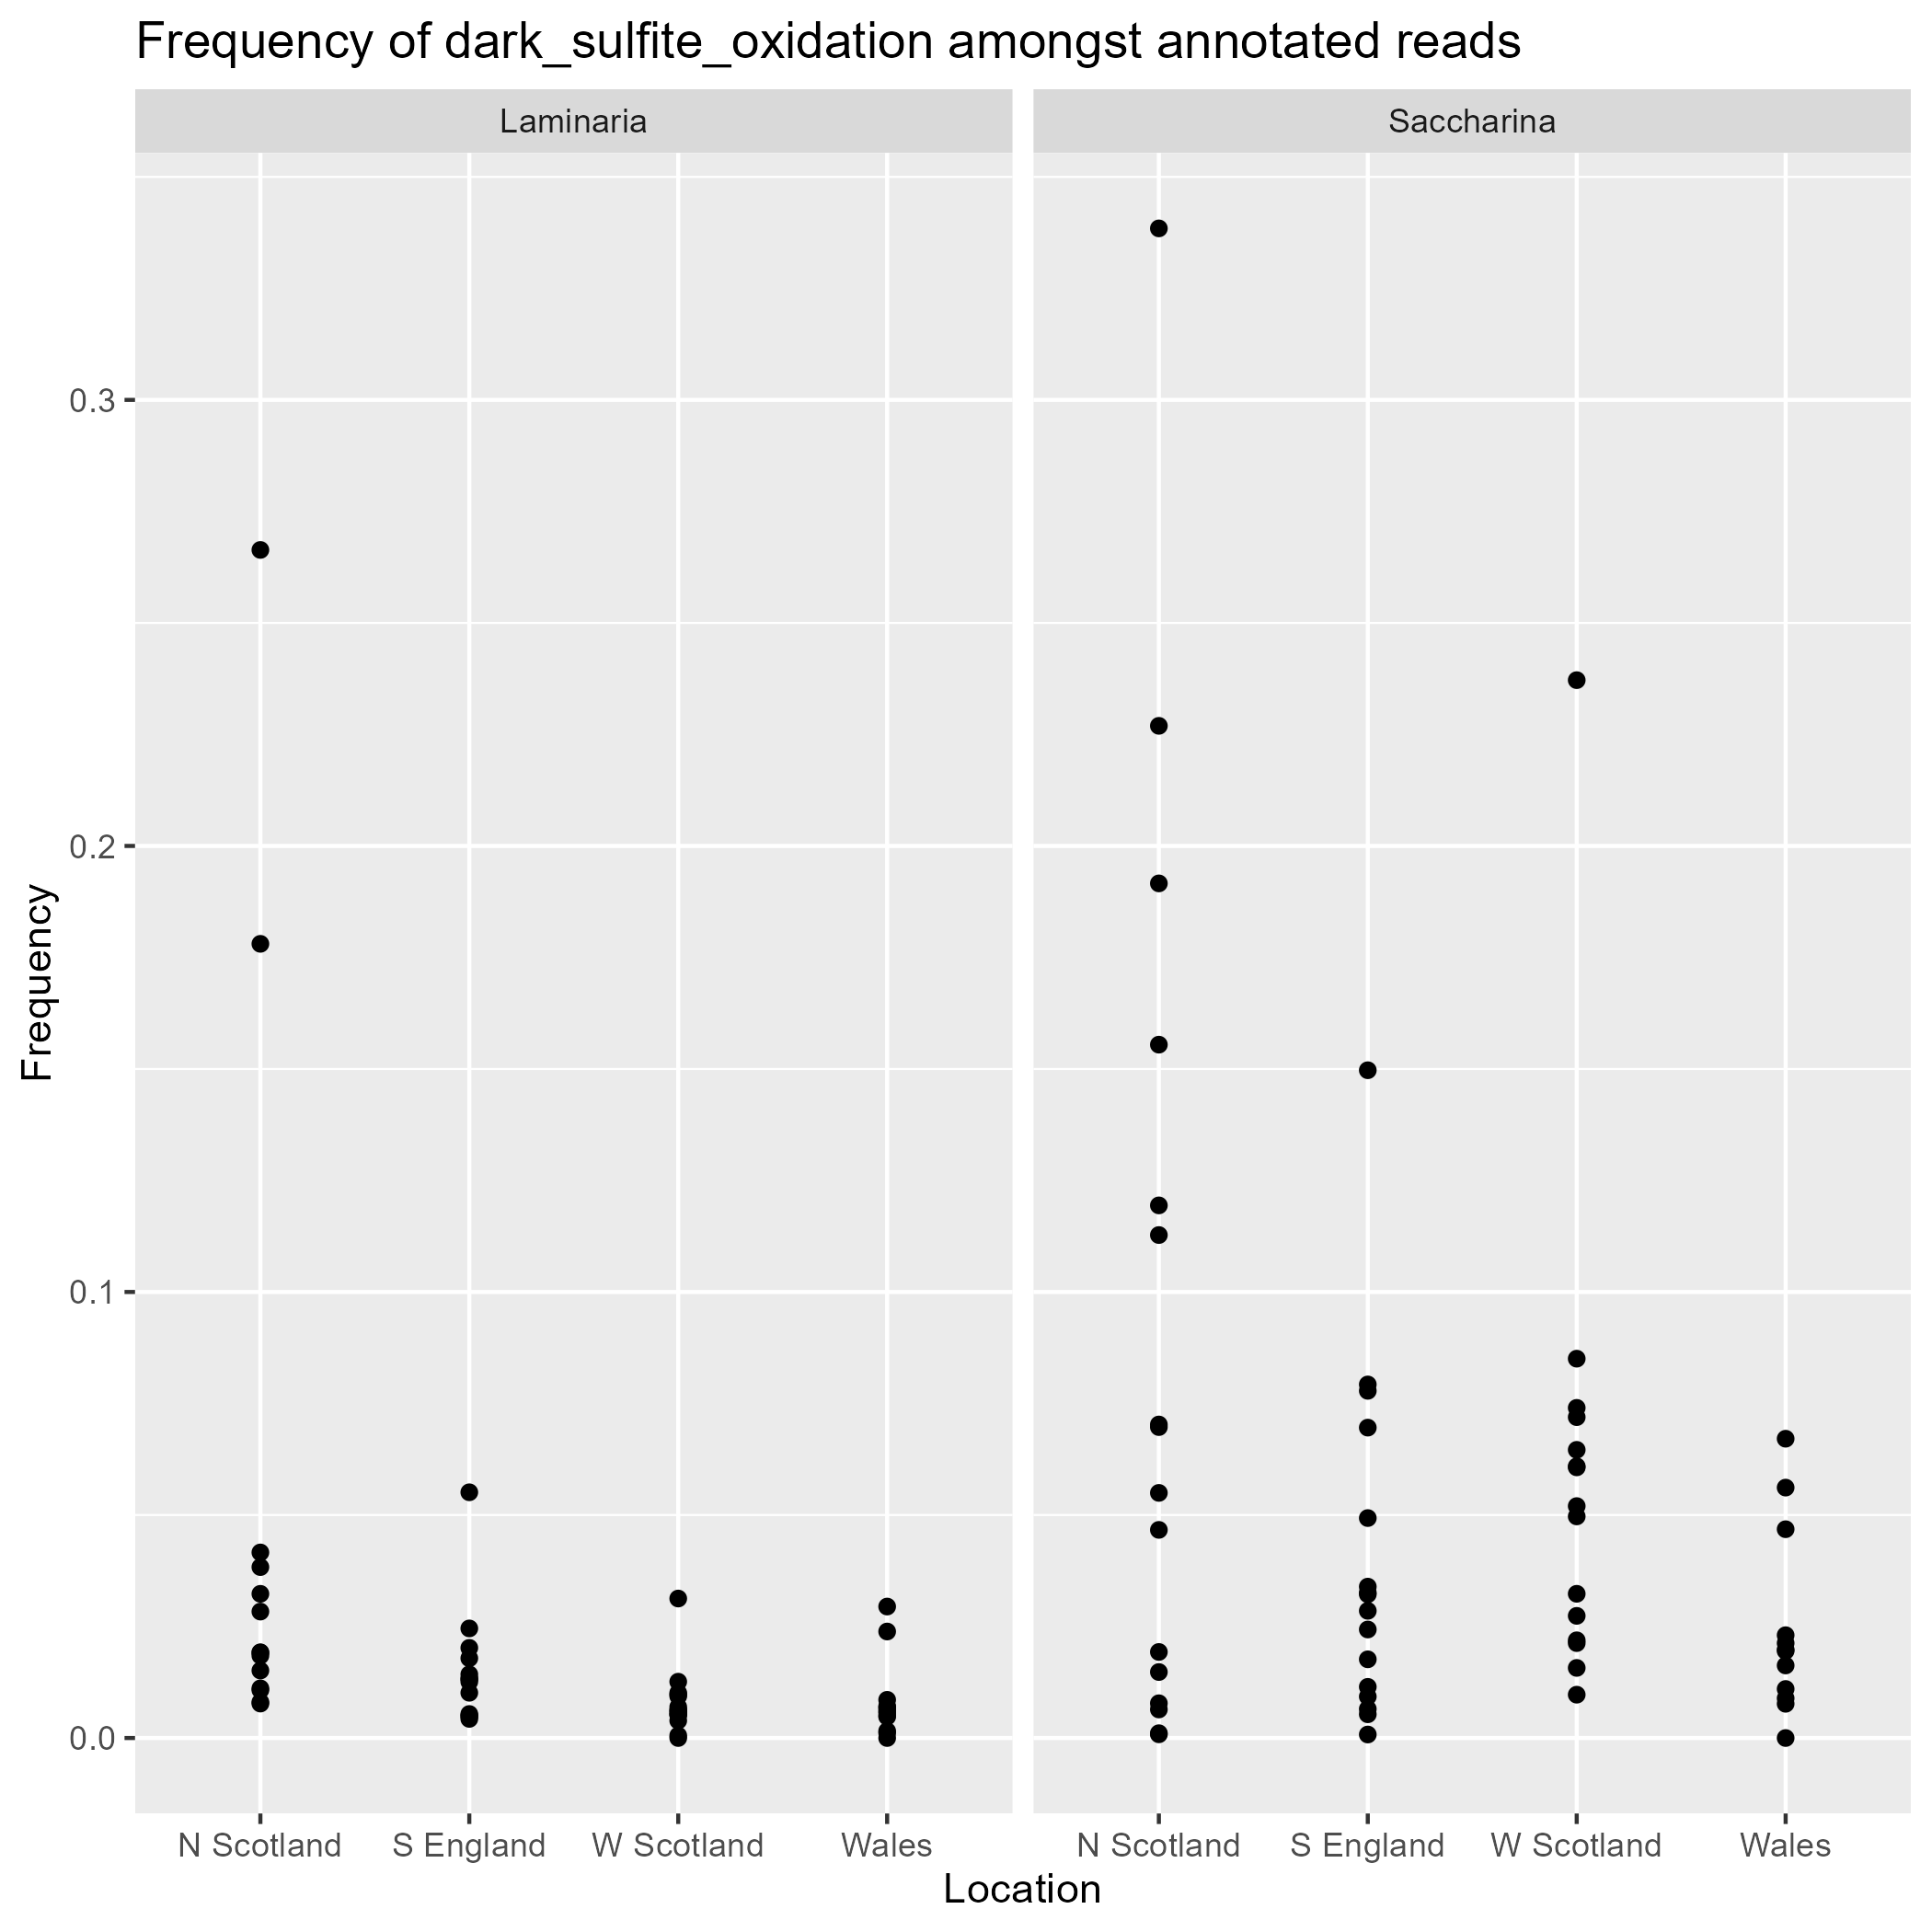 Frequency of dark_sulfite_oxidation amongst annotated reads
Laminaria
Saccharina
Frequency
0.3
0.2
0.1
0.0
N Scotland
S England
W Scotland
Wales
N Scotland
S England
W Scotland
Wales
Location